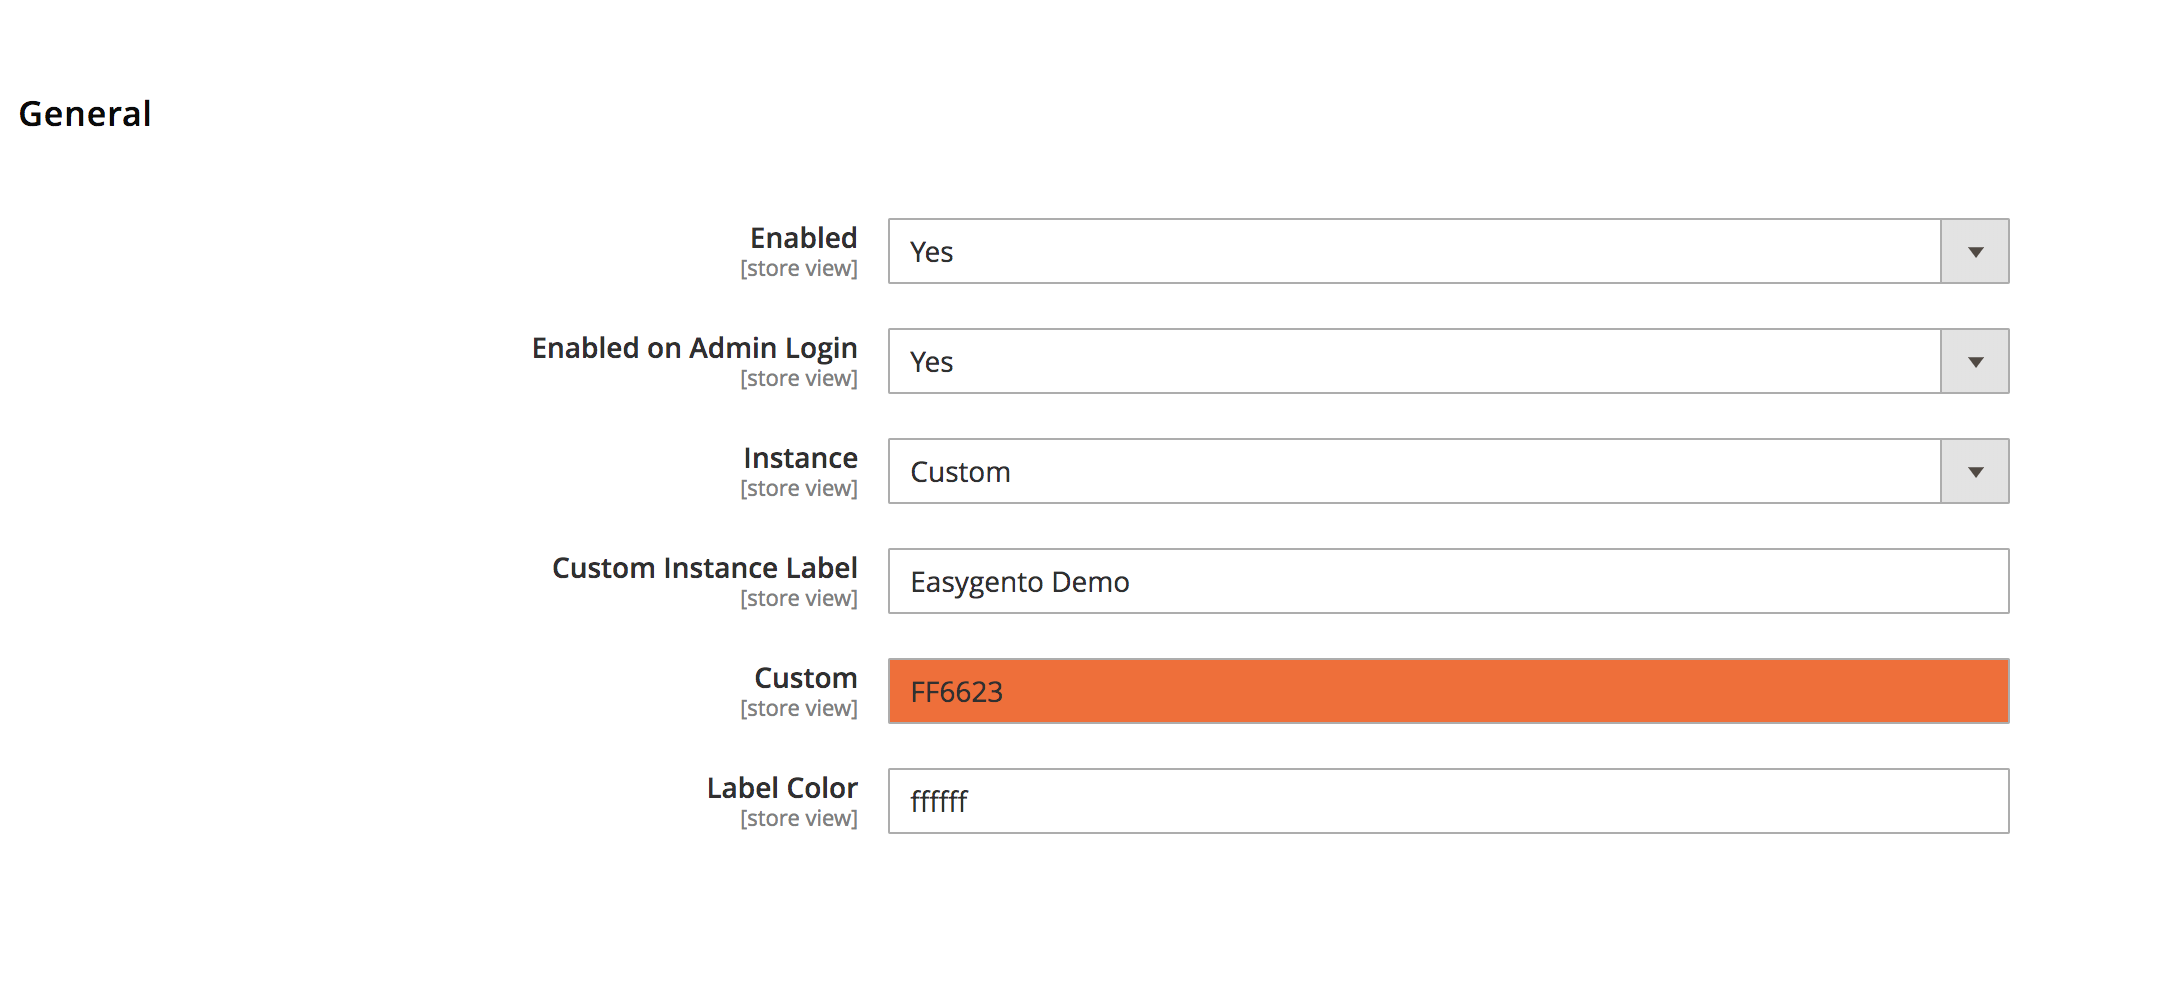 General
Enabled
[store view]
Yes
Enabled on Admin Login
[store view]
Yes
Instance
[store view]
Custom
Custom Instance Label
[store view]
Easygento Demo
Custom
[store view]
FF6623
Label Color
[store view]
ffffff